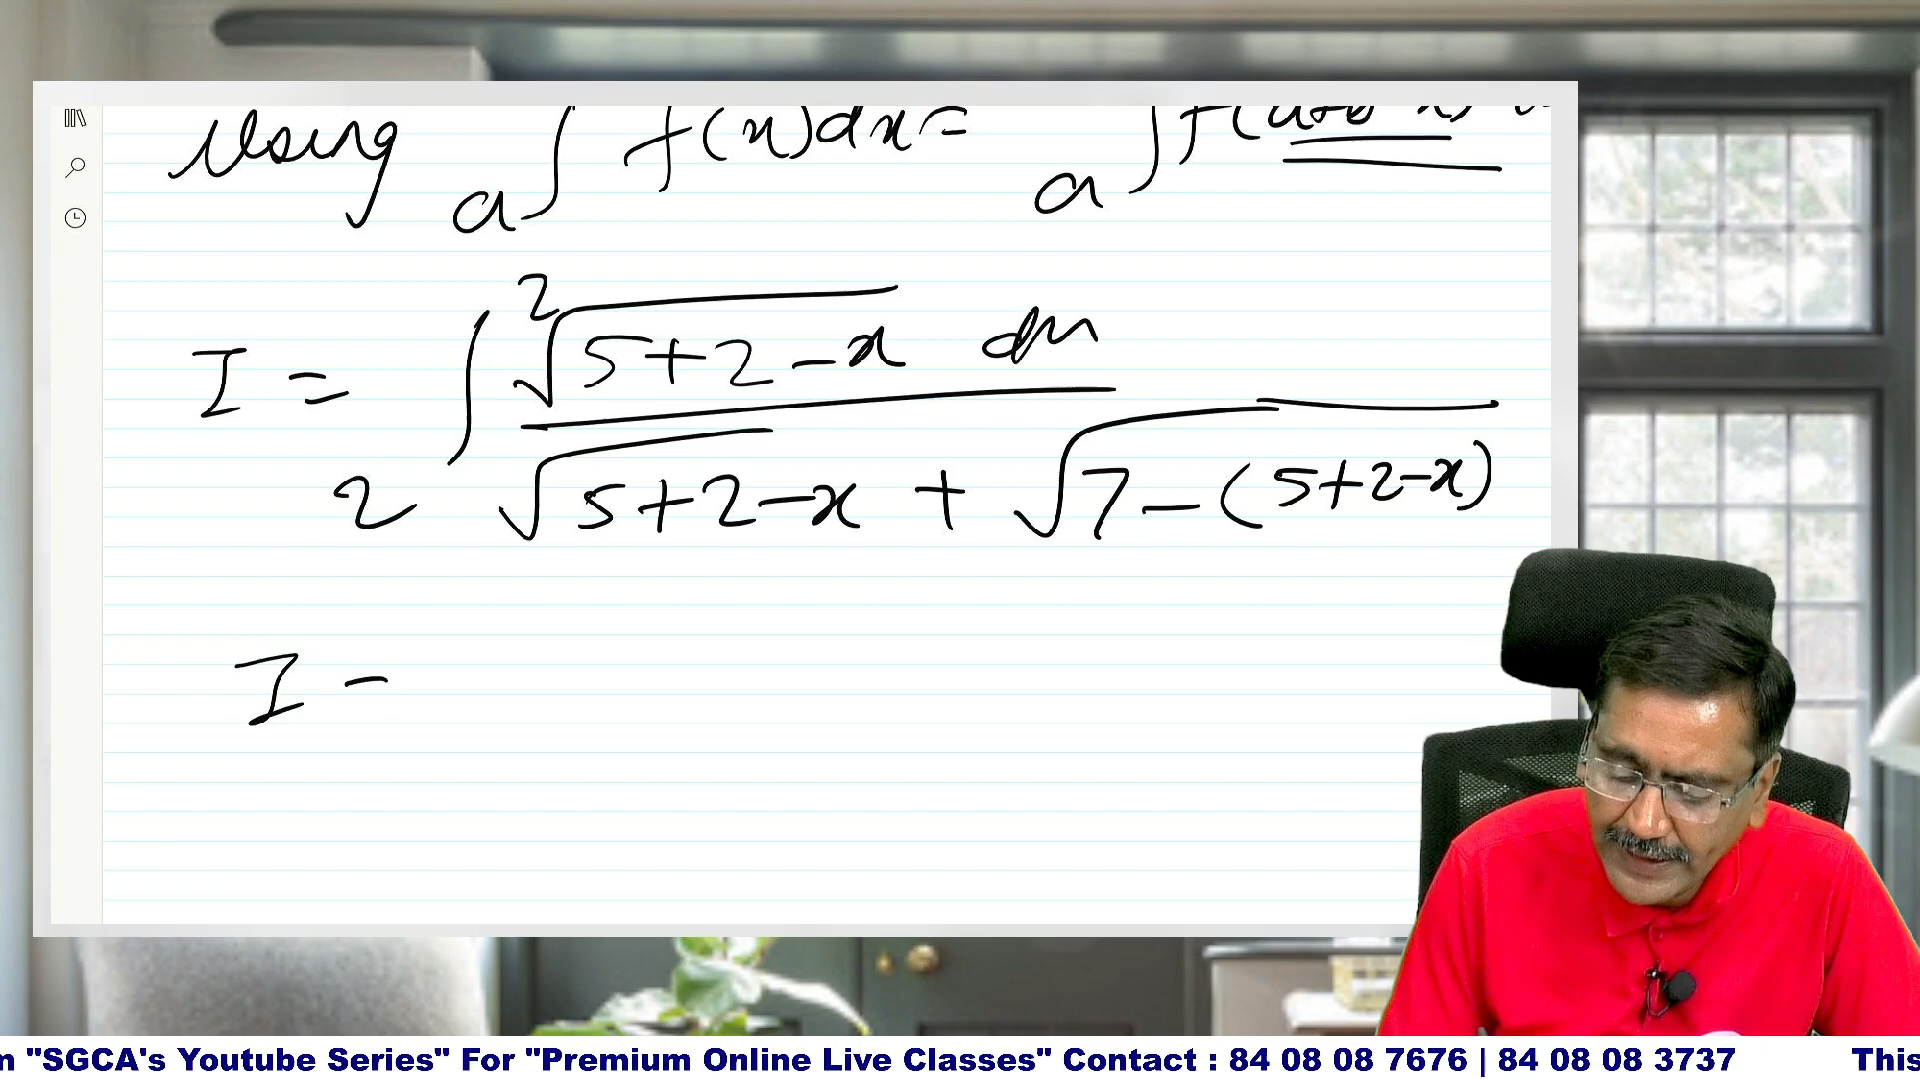 Using a∫ f(x)dx = a∫ f(a+b-x)
I = ∫ 2 √5+2-x dx
2 √5+2-x + √7-(5+2-x)
I -
"SGCA's Youtube Series" For "Premium Online Live Classes" Contact : 84 08 08 7676 | 84 08 08 3737 This